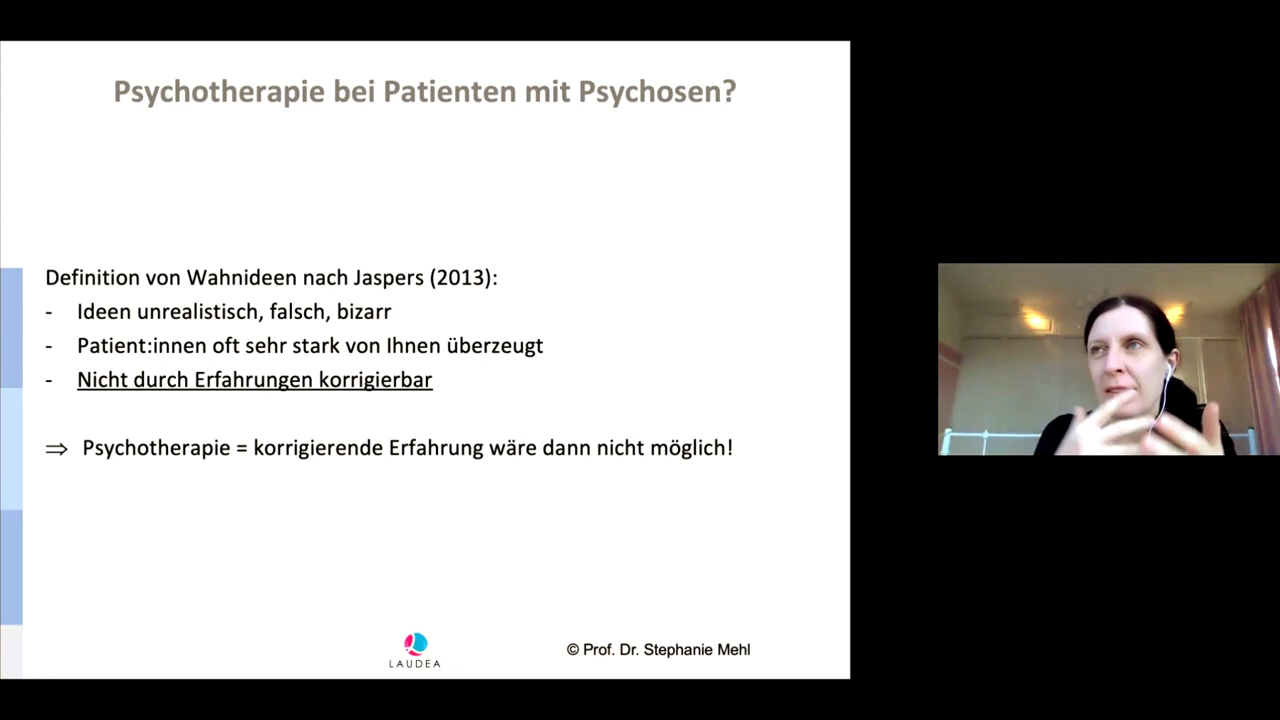 Psychotherapie bei Patienten mit Psychosen?
Definition von Wahnideen nach Jaspers (2013):
- Ideen unrealistisch, falsch, bizarr
- Patient:innen oft sehr stark von Ihnen überzeugt
- Nicht durch Erfahrungen korrigierbar
⇒ Psychotherapie = korrigierende Erfahrung wäre dann nicht möglich!
LAUDEA
© Prof. Dr. Stephanie Mehl